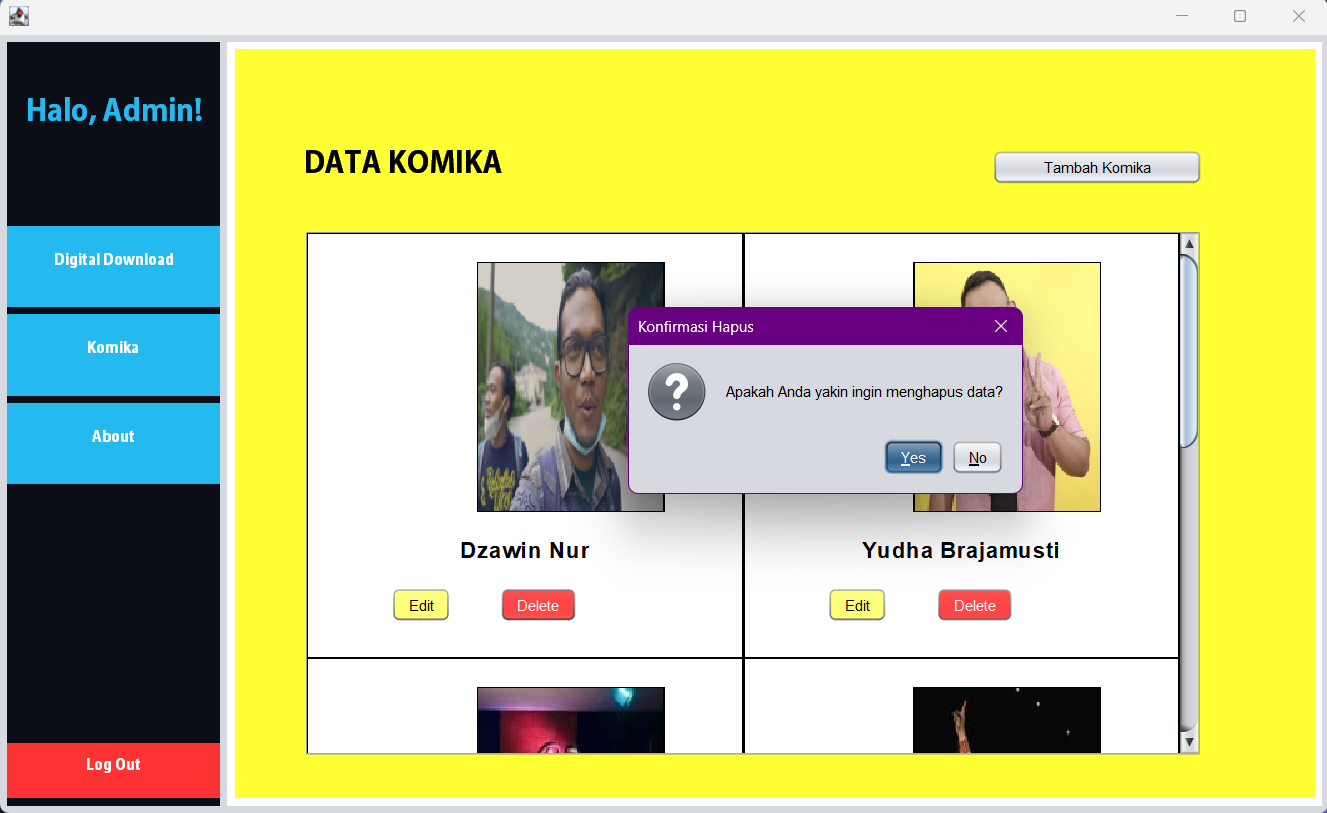 Halo, Admin!
Digital Download
Komika
About
Log Out
DATA KOMIKA
Tambah Komika
Konfirmasi Hapus
Apakah Anda yakin ingin menghapus data?
Yes
No
Dzawin Nur
Edit
Delete
Yudha Brajamusti
Edit
Delete